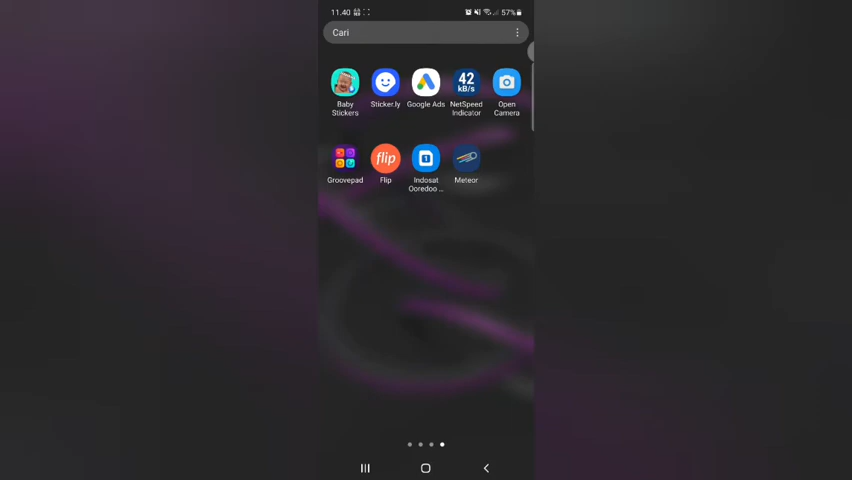 11.40
57%
Cari
42
kB/s
Baby
Stickers
Sticker.ly
Google Ads
NetSpeed
Indicator
Open
Camera
flip
1
Groovepad
Flip
Indosat
Ooredoo ...
Meteor